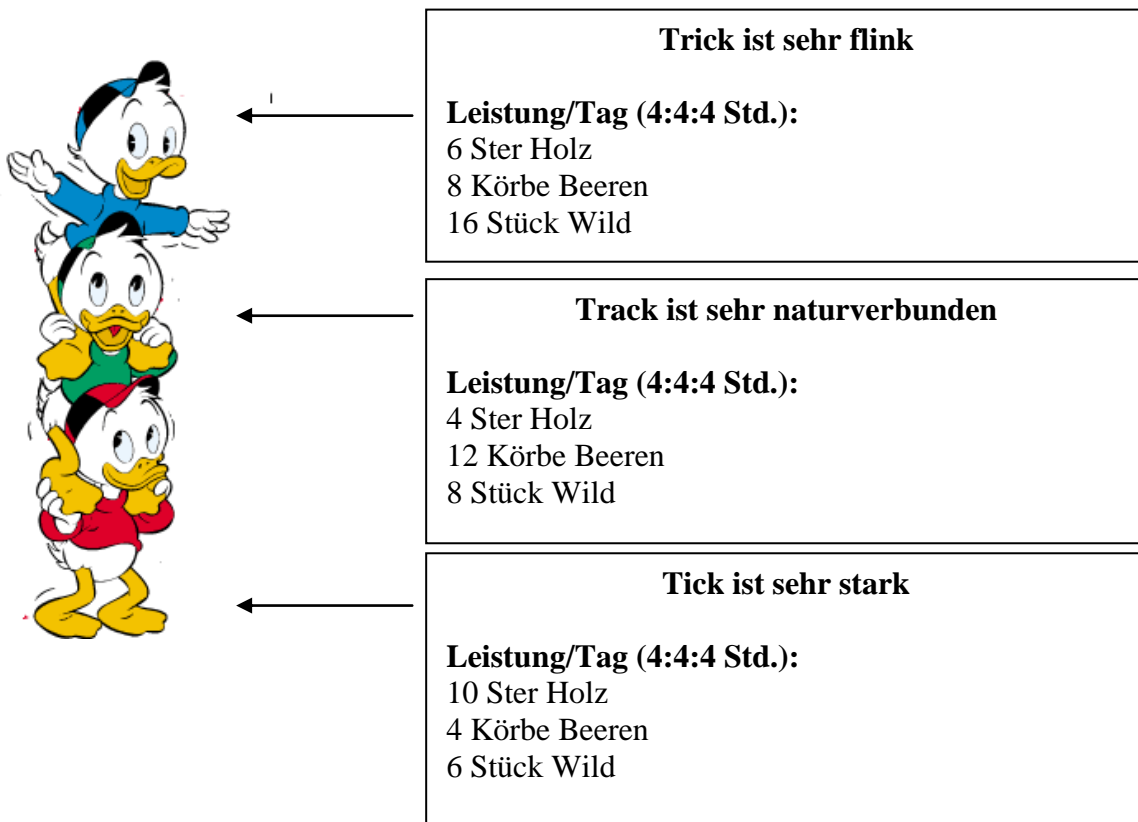 Trick ist sehr flink
Leistung/Tag (4:4:4 Std.):
6 Ster Holz
8 Körbe Beeren
16 Stück Wild
Track ist sehr naturverbunden
Leistung/Tag (4:4:4 Std.):
4 Ster Holz
12 Körbe Beeren
8 Stück Wild
Tick ist sehr stark
Leistung/Tag (4:4:4 Std.):
10 Ster Holz
4 Körbe Beeren
6 Stück Wild